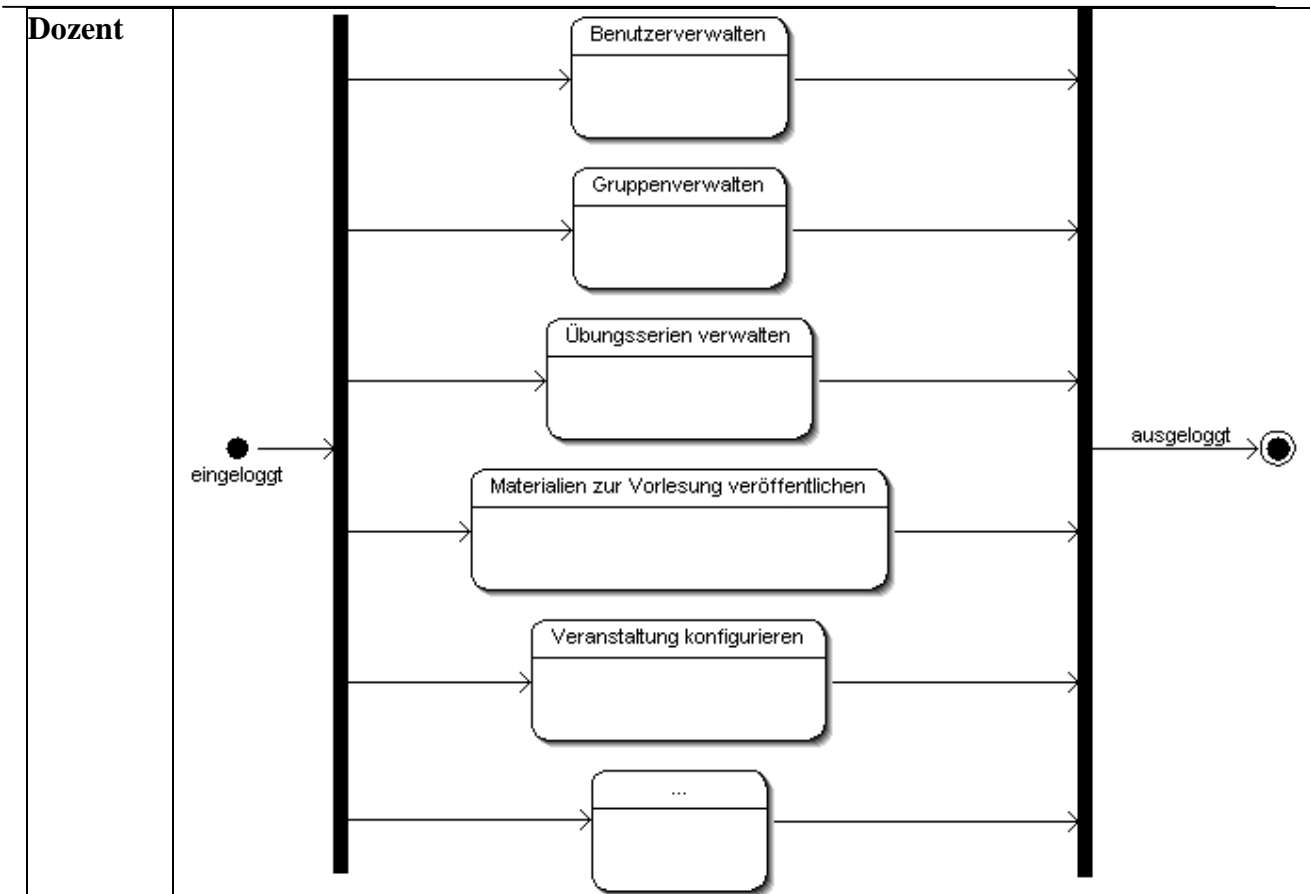 Dozent
Benutzerverwalten
Gruppenverwalten
Übungsserien verwalten
eingeloggt
ausgeloggt
Materialien zur Vorlesung veröffentlichen
Veranstaltung konfigurieren
...